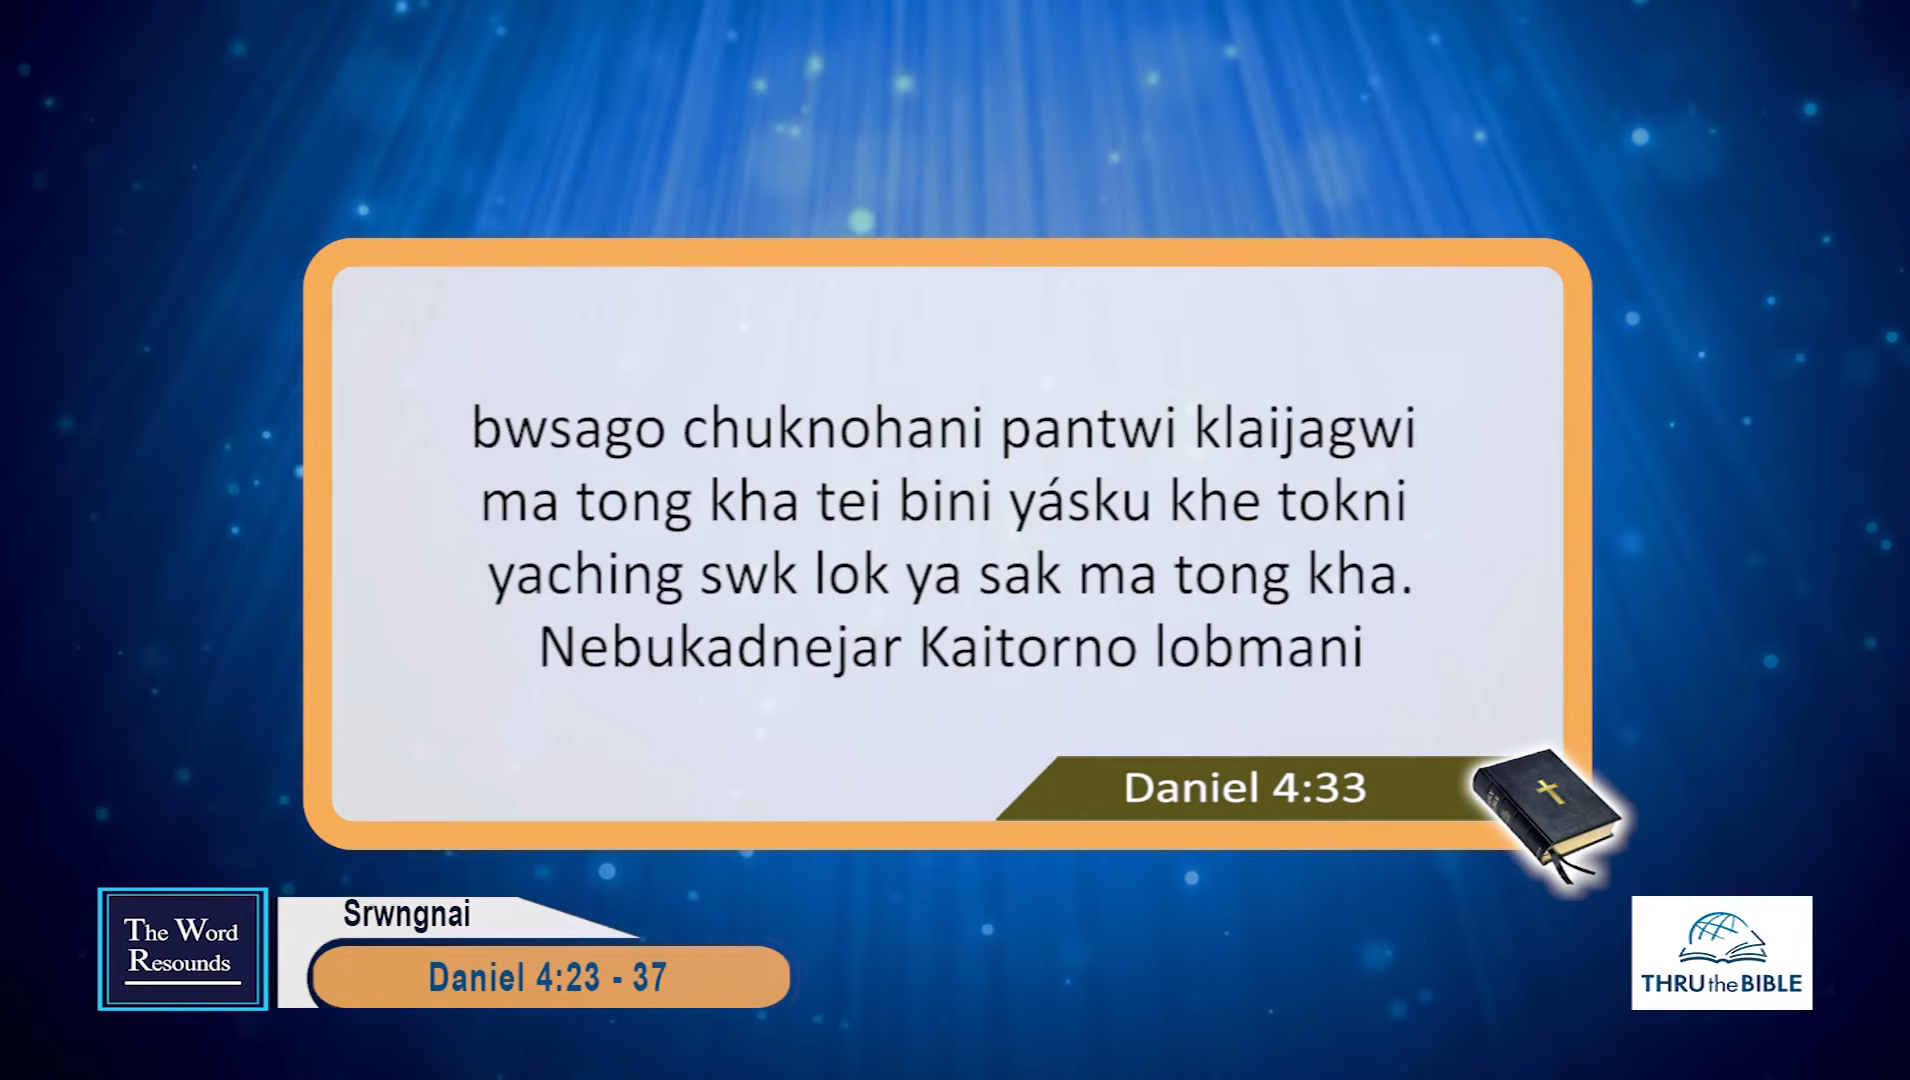 bwsago chuknohani pantwi klaijagwi
ma tong kha tei bini yásku khe tokni
yaching swk lok ya sak ma tong kha.
Nebukadnejar Kaitorno lobmani
Daniel 4:33
The Word
Resounds
Srwngnai
Daniel 4:23 - 37
THRU the BIBLE